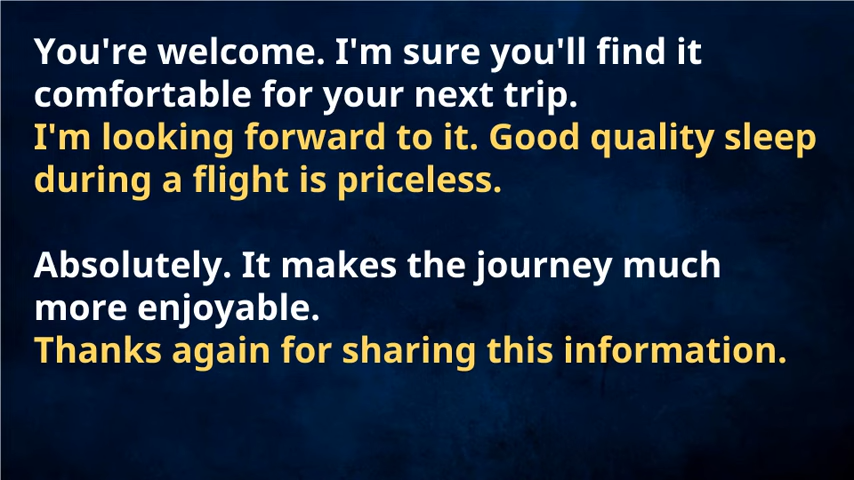 You're welcome. I'm sure you'll find it
comfortable for your next trip.
I'm looking forward to it. Good quality sleep
during a flight is priceless.
Absolutely. It makes the journey much
more enjoyable.
Thanks again for sharing this information.